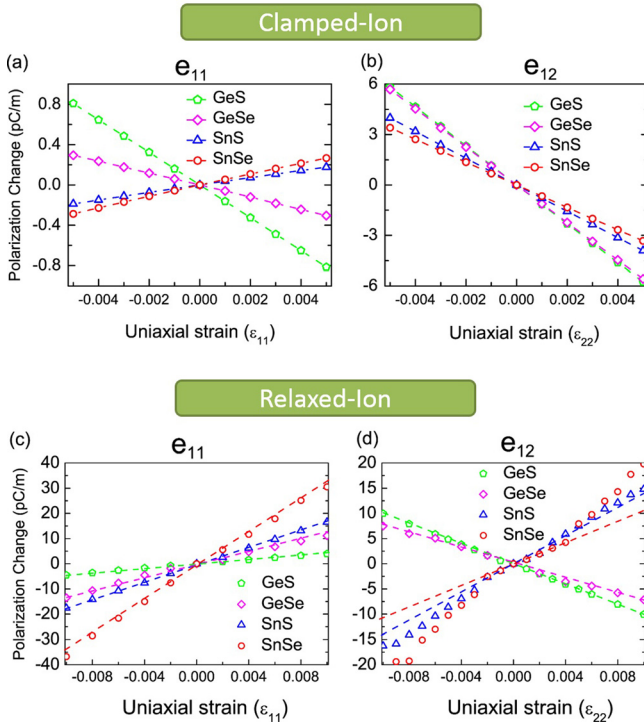 Clamped-Ion
(a)
e11
GeS
GeSe
SnS
SnSe
0.8
0.4
0.0
-0.4
-0.8
-0.004
-0.002
0.000
0.002
0.004
Polarization Change (pC/m)
Uniaxial strain (ε11)
(b)
e12
GeS
GeSe
SnS
SnSe
6
3
0
-3
-6
-0.004
-0.002
0.000
0.002
0.004
Uniaxial strain (ε22)
Relaxed-Ion
(c)
e11
40
30
20
10
0
-10
-20
-30
-40
GeS
GeSe
SnS
SnSe
-0.008
-0.004
0.000
0.004
0.008
Polarization Change (pC/m)
Uniaxial strain (ε11)
(d)
e12
GeS
GeSe
SnS
SnSe
20
15
10
5
0
-5
-10
-15
-20
-0.008
-0.004
0.000
0.004
0.008
Uniaxial strain (ε22)